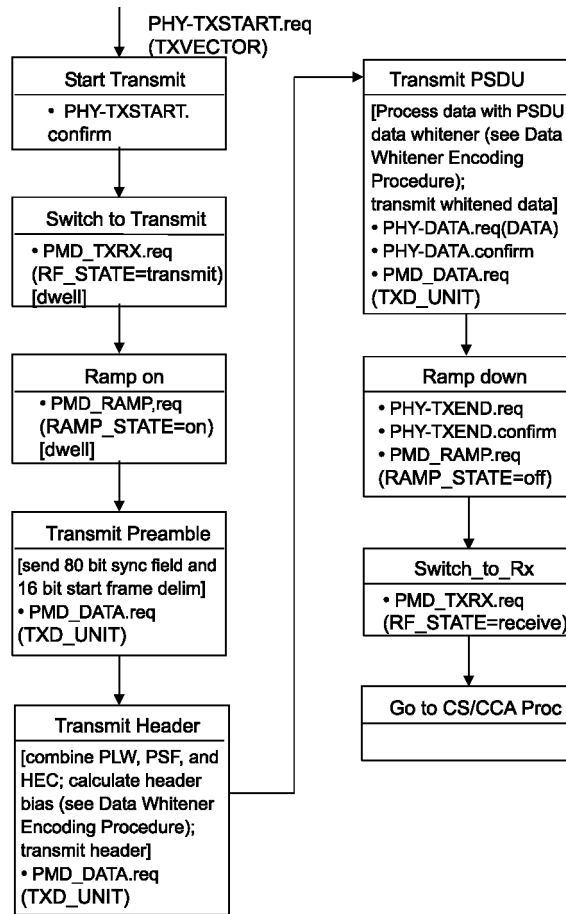 PHY-TXSTART.req
(TXVECTOR)
Start Transmit
• PHY-TXSTART.
confirm
Switch to Transmit
• PMD_TXRX.req
(RF_STATE=transmit)
[dwell]
Ramp on
• PMD_RAMP,req
(RAMP_STATE=on)
[dwell]
Transmit Preamble
[send 80 bit sync field and
16 bit start frame delim]
• PMD_DATA.req
(TXD_UNIT)
Transmit Header
[combine PLW, PSF, and
HEC; calculate header
bias (see Data Whitener
Encoding Procedure);
transmit header]
• PMD_DATA.req
(TXD_UNIT)
Transmit PSDU
[Process data with PSDU
data whitener (see Data
Whitener Encoding
Procedure);
transmit whitened data]
• PHY-DATA.req(DATA)
• PHY-DATA.confirm
• PMD_DATA.req
(TXD_UNIT)
Ramp down
• PHY-TXEND.req
• PHY-TXEND.confirm
• PMD_RAMP.req
(RAMP_STATE=off)
Switch_to_Rx
• PMD_TXRX.req
(RF_STATE=receive)
Go to CS/CCA Proc